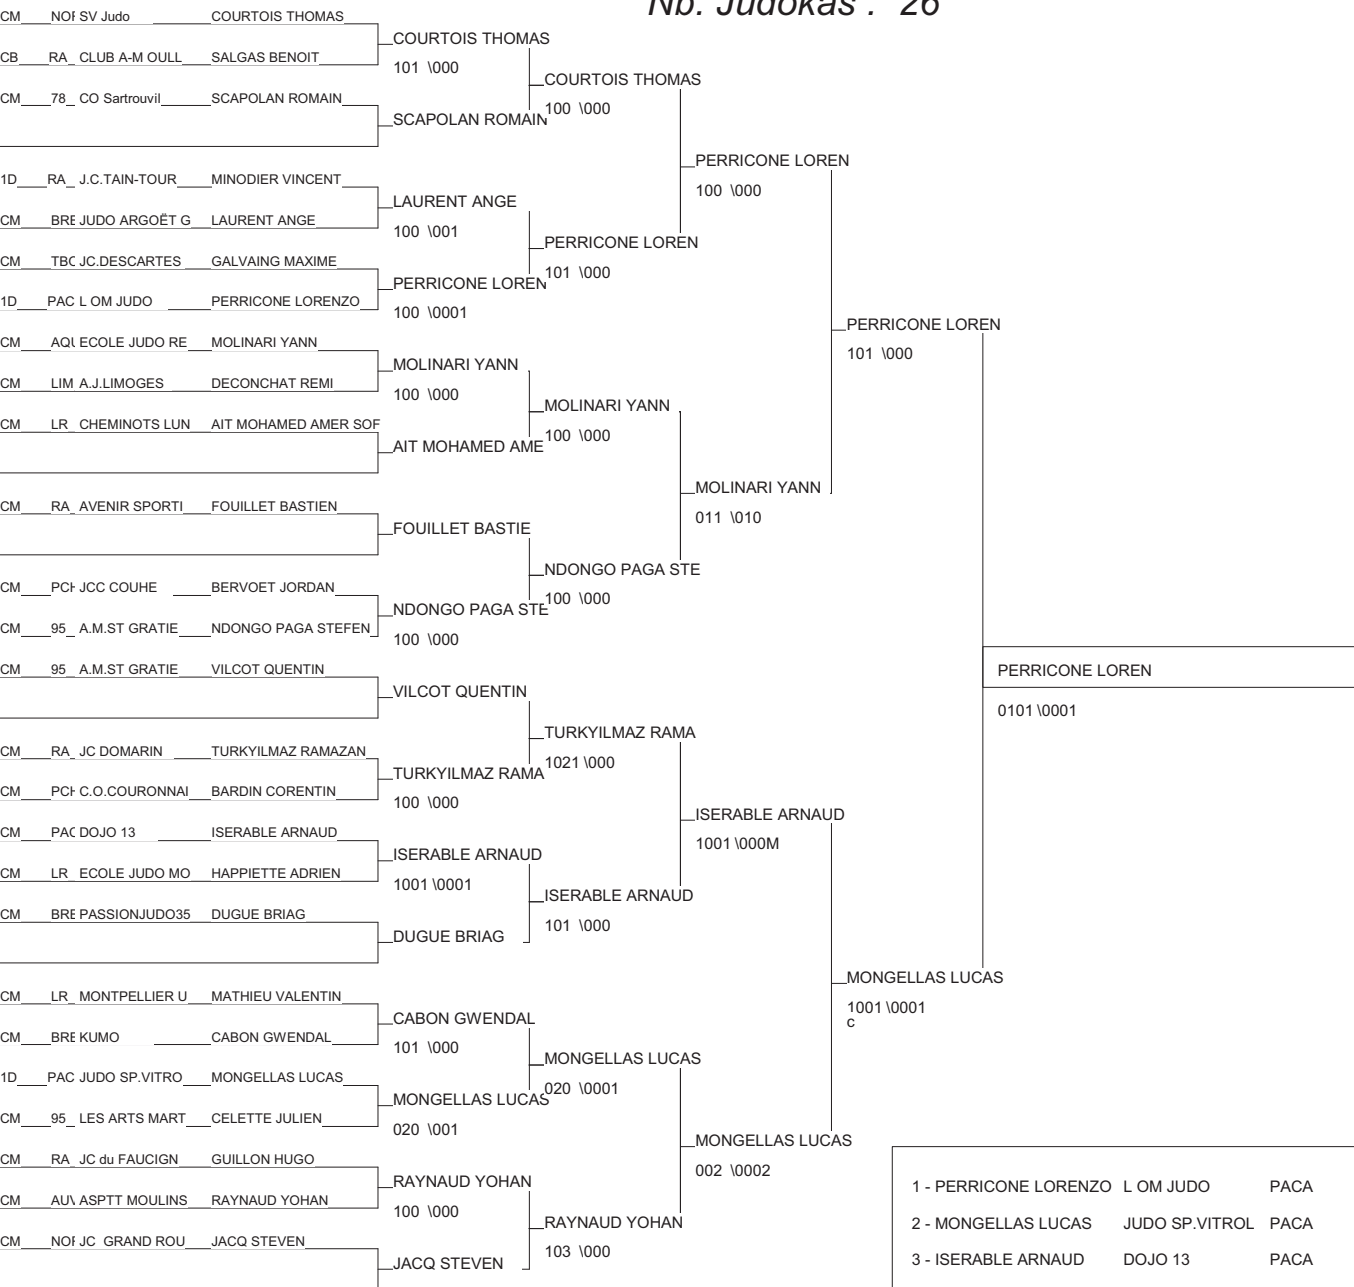 Nb. Judokas : 26
CM NOR SV Judo COURTOIS THOMAS
COURTOIS THOMAS
CB RA CLUB A-M OULL SALGAS BENOIT
101 \000
COURTOIS THOMAS
CM 78 CO Sartrouvil SCAPOLAN ROMAIN
100 \000
SCAPOLAN ROMAIN
PERRICONE LOREN
1D RA J.C.TAIN-TOUR MINODIER VINCENT
100 \000
LAURENT ANGE
CM BRE JUDO ARGOËT G LAURENT ANGE
100 \001
PERRICONE LOREN
CM TBO JC.DESCARTES GALVAING MAXIME
101 \000
PERRICONE LOREN
1D PAC L OM JUDO PERRICONE LORENZO
100 \0001
PERRICONE LOREN
CM AQU ECOLE JUDO RE MOLINARI YANN
101 \000
MOLINARI YANN
CM LIM A.J.LIMOGES DECONCHAT REMI
100 \000
MOLINARI YANN
CM LR CHEMINOTS LUN AIT MOHAMED AMER SOF
100 \000
AIT MOHAMED AME
MOLINARI YANN
CM RA AVENIR SPORTI FOUILLET BASTIEN
011 \010
FOUILLET BASTIE
NDONGO PAGA STE
CM PCH JCC COUHE BERVOET JORDAN
100 \000
NDONGO PAGA STE
CM 95 A.M.ST GRATIE NDONGO PAGA STEFEN
100 \000
CM 95 A.M.ST GRATIE VILCOT QUENTIN
PERRICONE LOREN
VILCOT QUENTIN
0101 \0001
TURKYILMAZ RAMA
CM RA JC DOMARIN TURKYILMAZ RAMAZAN
1021 \000
TURKYILMAZ RAMA
CM PCH C.O.COURONNAI BARDIN CORENTIN
100 \000
ISERABLE ARNAUD
CM PAC DOJO 13 ISERABLE ARNAUD
1001 \000M
ISERABLE ARNAUD
CM LR ECOLE JUDO MO HAPPIETTE ADRIEN
1001 \0001
ISERABLE ARNAUD
CM BRE PASSIONJUDO35 DUGUE BRIAG
101 \000
DUGUE BRIAG
MONGELLAS LUCAS
CM LR MONTPELLIER U MATHIEU VALENTIN
1001 \0001
c
CABON GWENDAL
CM BRE KUMO CABON GWENDAL
101 \000
MONGELLAS LUCAS
1D PAC JUDO SP.VITRO MONGELLAS LUCAS
020 \0001
MONGELLAS LUCAS
CM 95 LES ARTS MART CELETTE JULIEN
020 \001
MONGELLAS LUCAS
CM RA JC du FAUCIGN GUILLON HUGO
002 \0002
RAYNAUD YOHAN
1 - PERRICONE LORENZO L OM JUDO PACA
CM AUV ASPTT MOULINS RAYNAUD YOHAN
100 \000
RAYNAUD YOHAN
2 - MONGELLAS LUCAS JUDO SP.VITROL PACA
CM NOR JC GRAND ROU JACQ STEVEN
103 \000
3 - ISERABLE ARNAUD DOJO 13 PACA
JACQ STEVEN